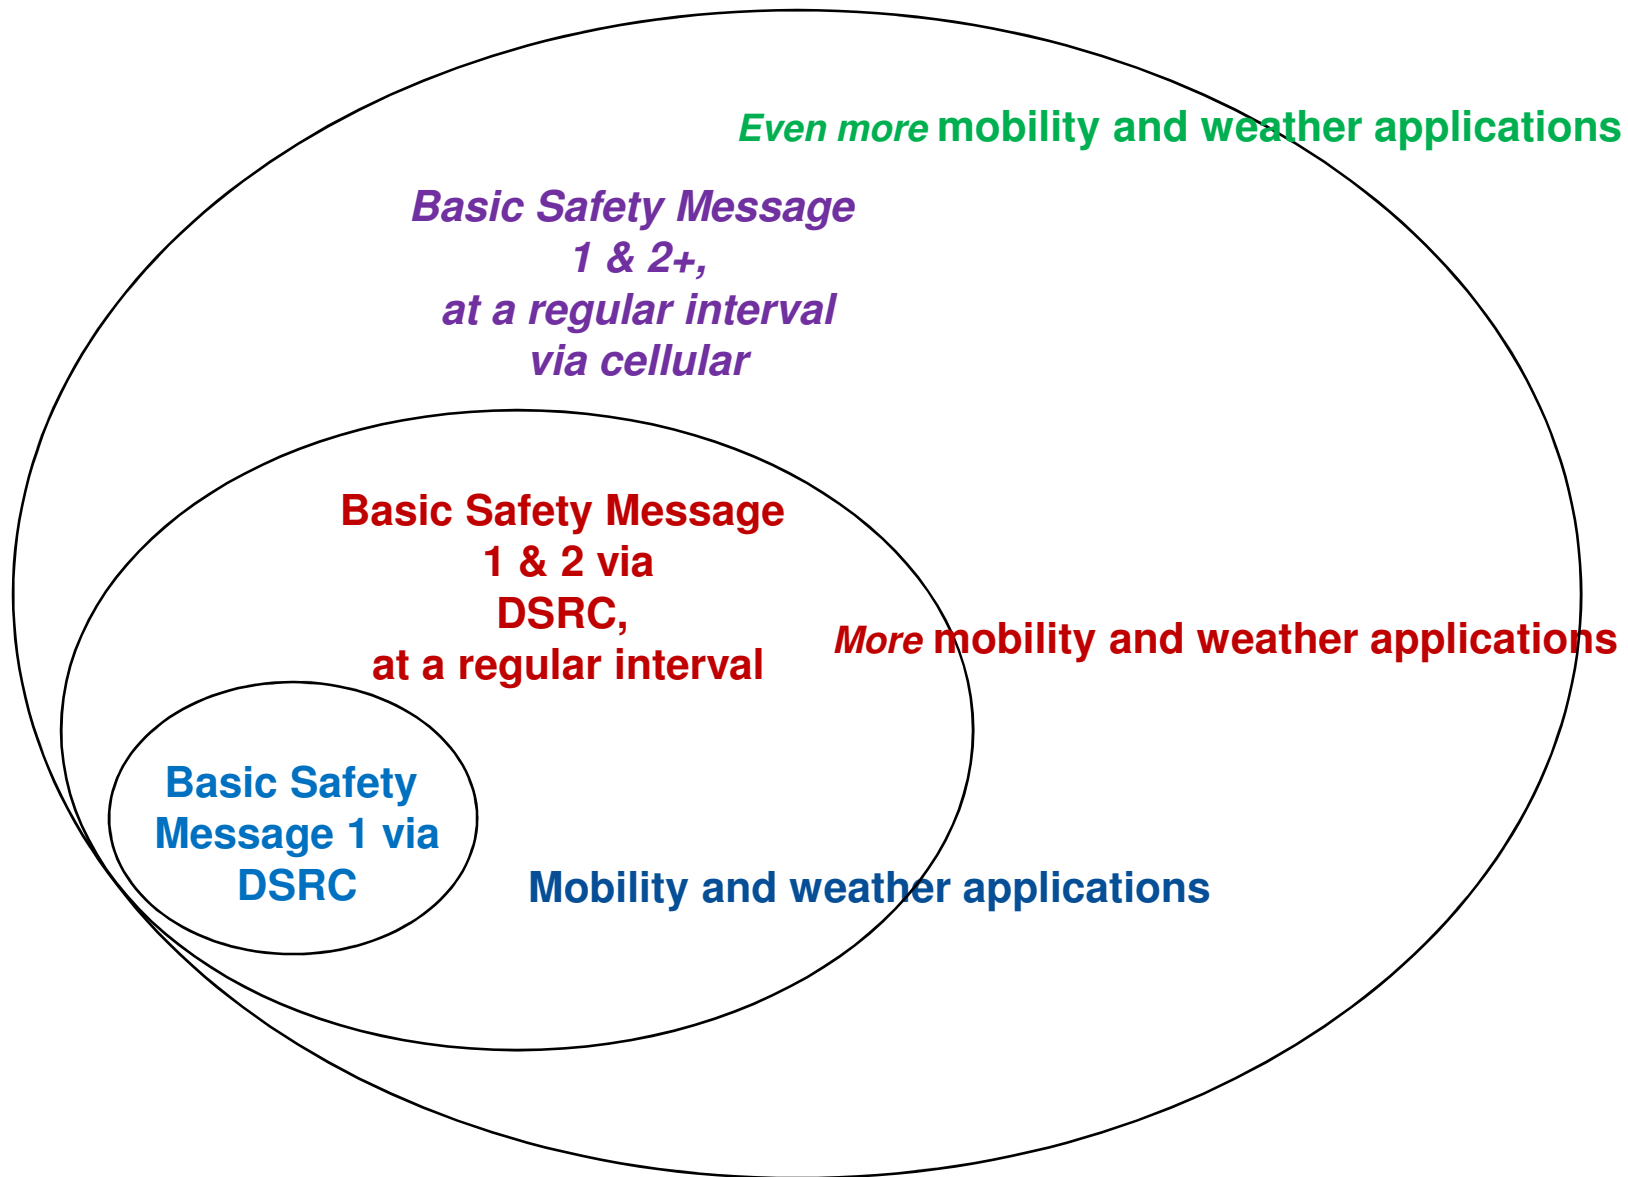 Even more mobility and weather applications
Basic Safety Message
1 & 2+,
at a regular interval
via cellular
Basic Safety Message
1 & 2 via
DSRC,
at a regular interval
More mobility and weather applications
Basic Safety
Message 1 via
DSRC
Mobility and weather applications